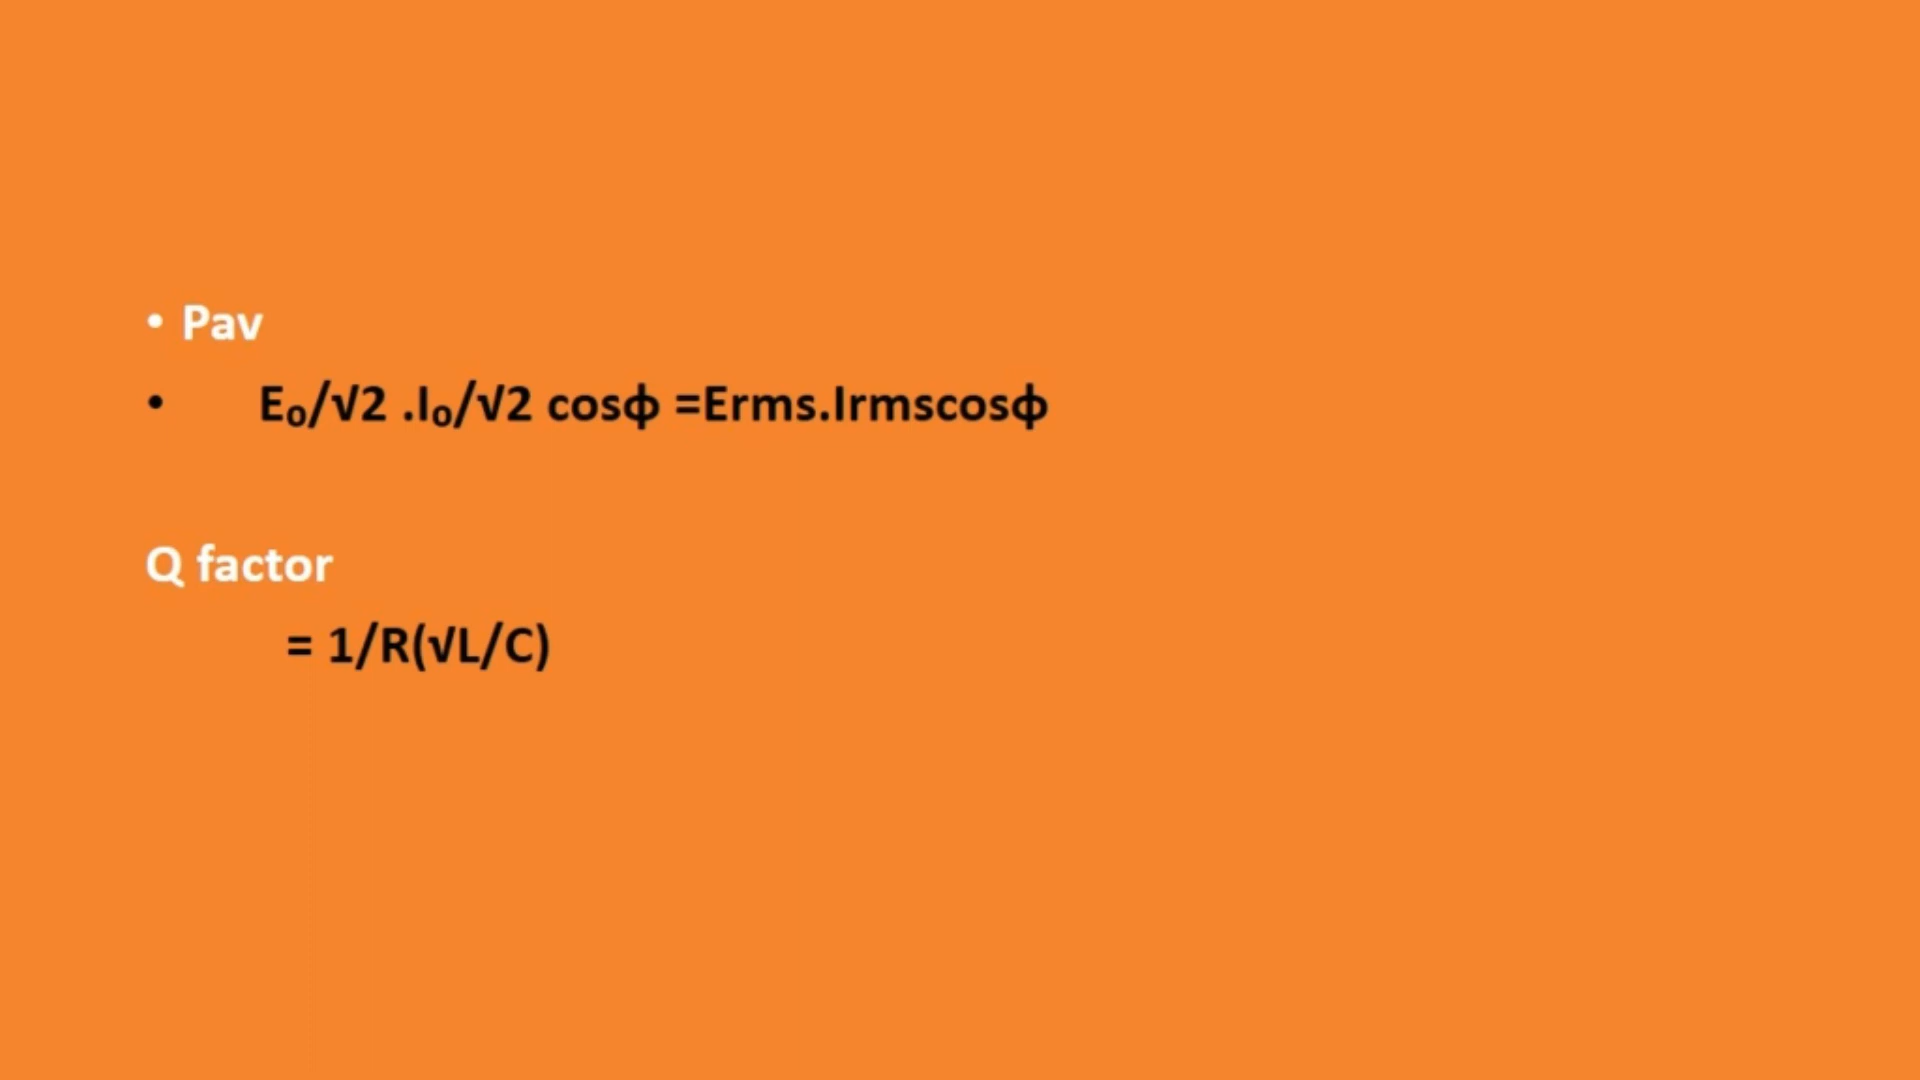 • Pav
• E₀/√2 .I₀/√2 cosϕ =Erms.Irmscosϕ
Q factor
= 1/R(√L/C)